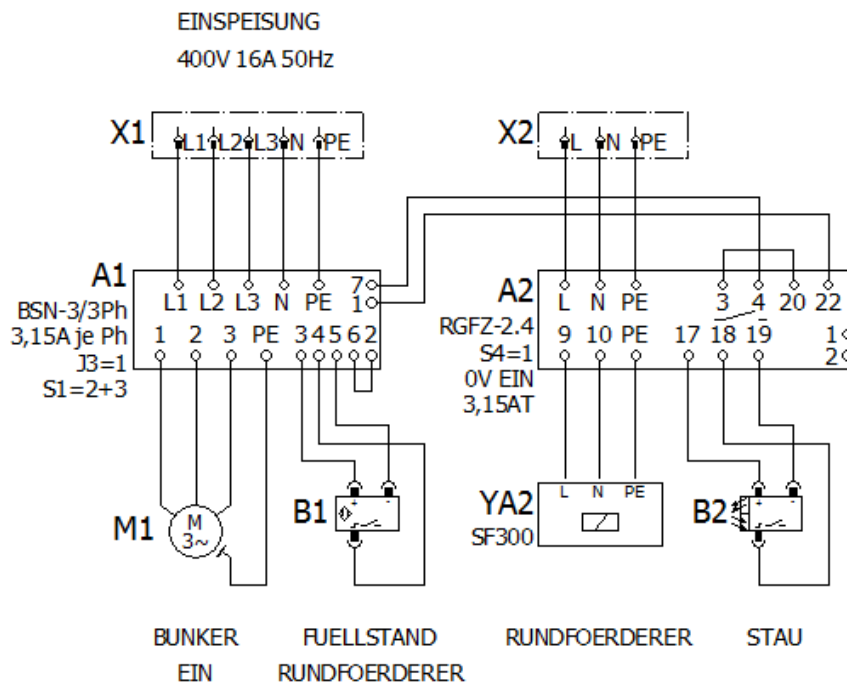 EINSPEISUNG
400V 16A 50Hz
X1 L1 L2 L3 N PE
X2 L N PE
A1
L1 L2 L3 N PE
7
1
BSN-3/3Ph
3,15A je Ph
J3=1
S1=2+3
1 2 3 PE 3 4 5 6 2
A2
L N PE 3 4 20 22
RGFZ-2.4
S4=1
0V EIN
3,15AT
9 10 PE 17 18 19
1
2
M1
M
3~
B1
+ -
YA2
SF300
L N PE
B2
+ -
BUNKER
EIN
FUELLSTAND
RUNDFOERDERER
RUNDFOERDERER
STAU